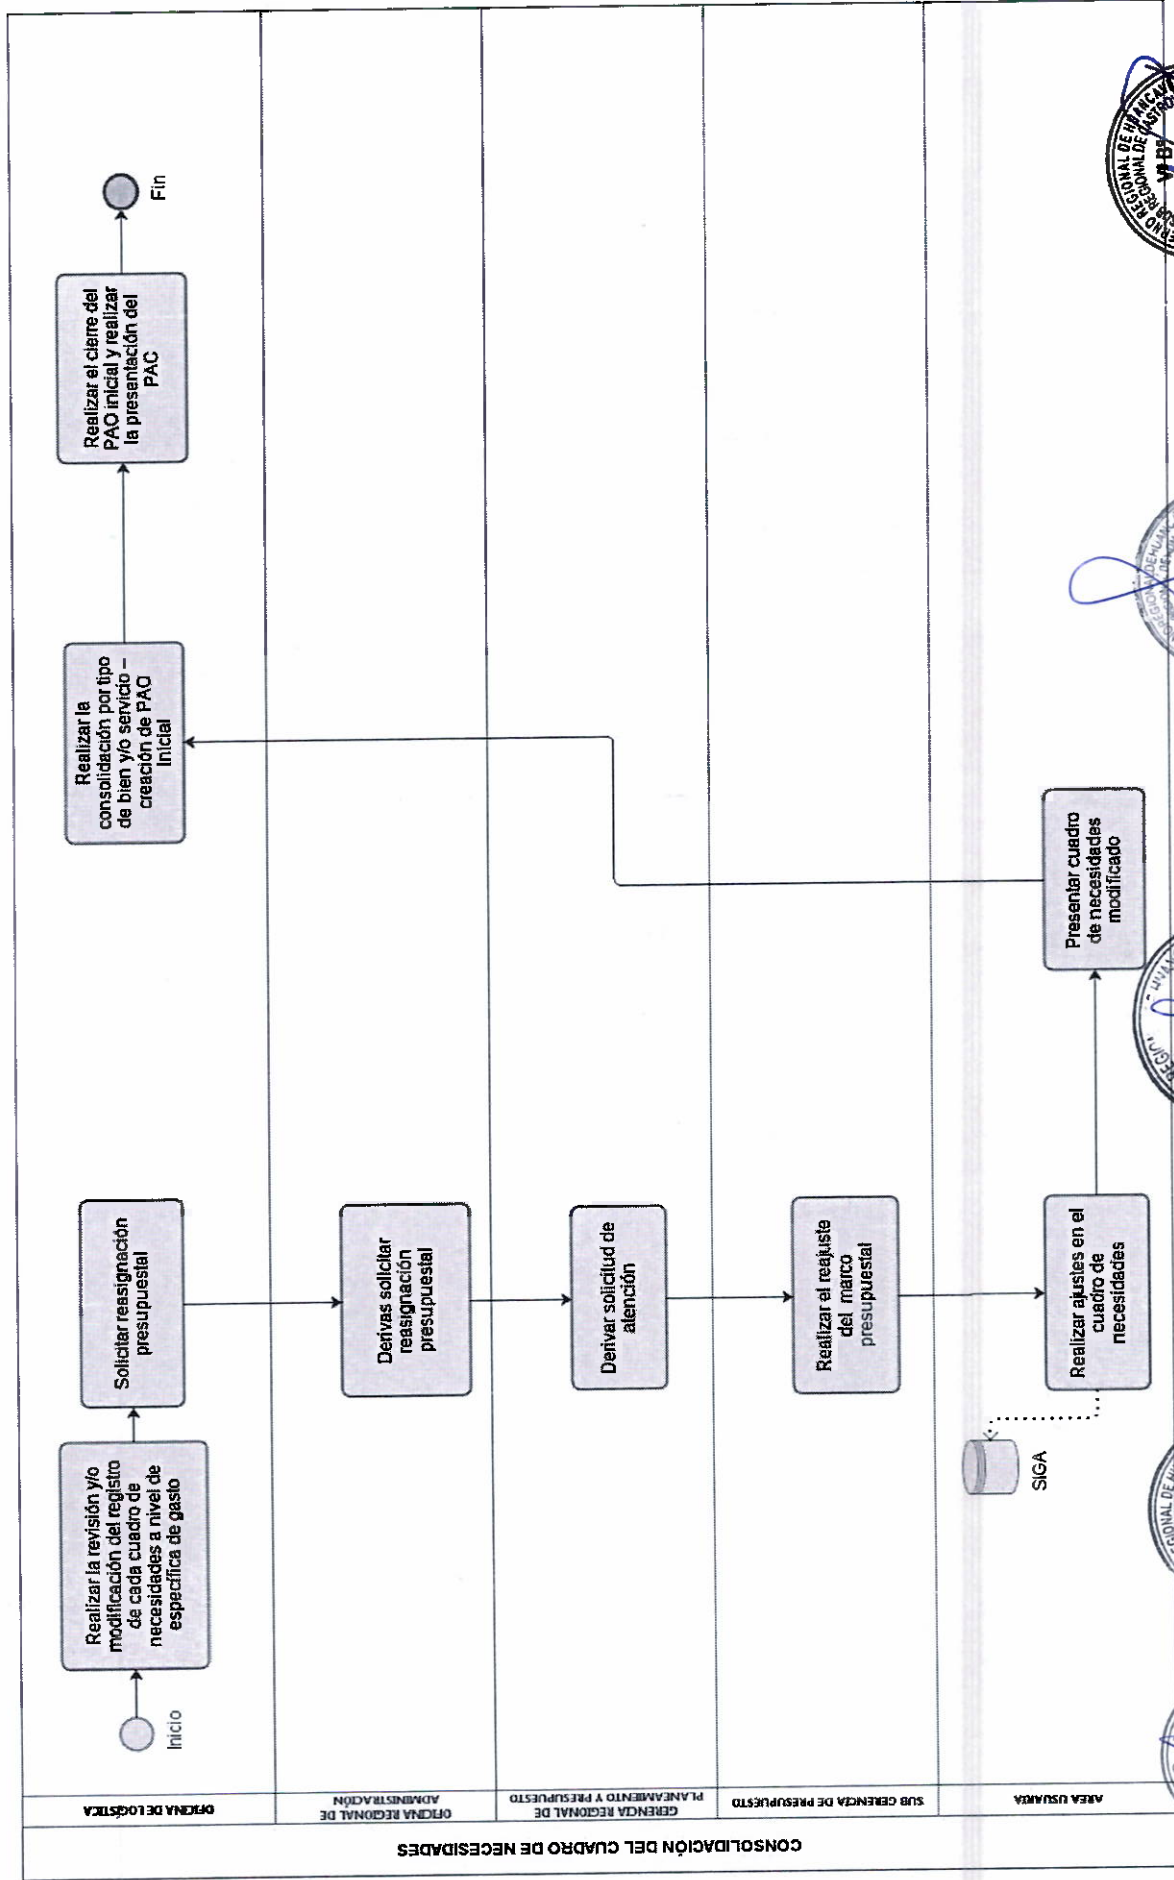 CONSOLIDACIÓN DEL CUADRO DE NECESIDADES
OFICINA DE LOGÍSTICA
Inicio
Realizar la revisión y/o
modificación del registro
de cada cuadro de
necesidades a nivel de
específica de gasto
Solicitar reasignación
presupuestal
Realizar la
consolidación por tipo
de bien y/o servicio –
creación de PAO
Inicial
Realizar el cierre del
PAO inicial y realizar
la presentación del
PAC
Fin
OFICINA REGIONAL DE
ADMINISTRACIÓN
Derivas solicitar
reasignación
presupuestal
GERENCIA REGIONAL DE
PLANEAMIENTO Y PRESUPUESTO
Derivar solicitud de
atención
SUB GERENCIA DE PRESUPUESTO
Realizar el reajuste
del marco
presupuestal
AREA USUARIA
SIGA
Realizar ajustes en el
cuadro de
necesidades
Presentar cuadro
de necesidades
modificado
REGIONAL DE